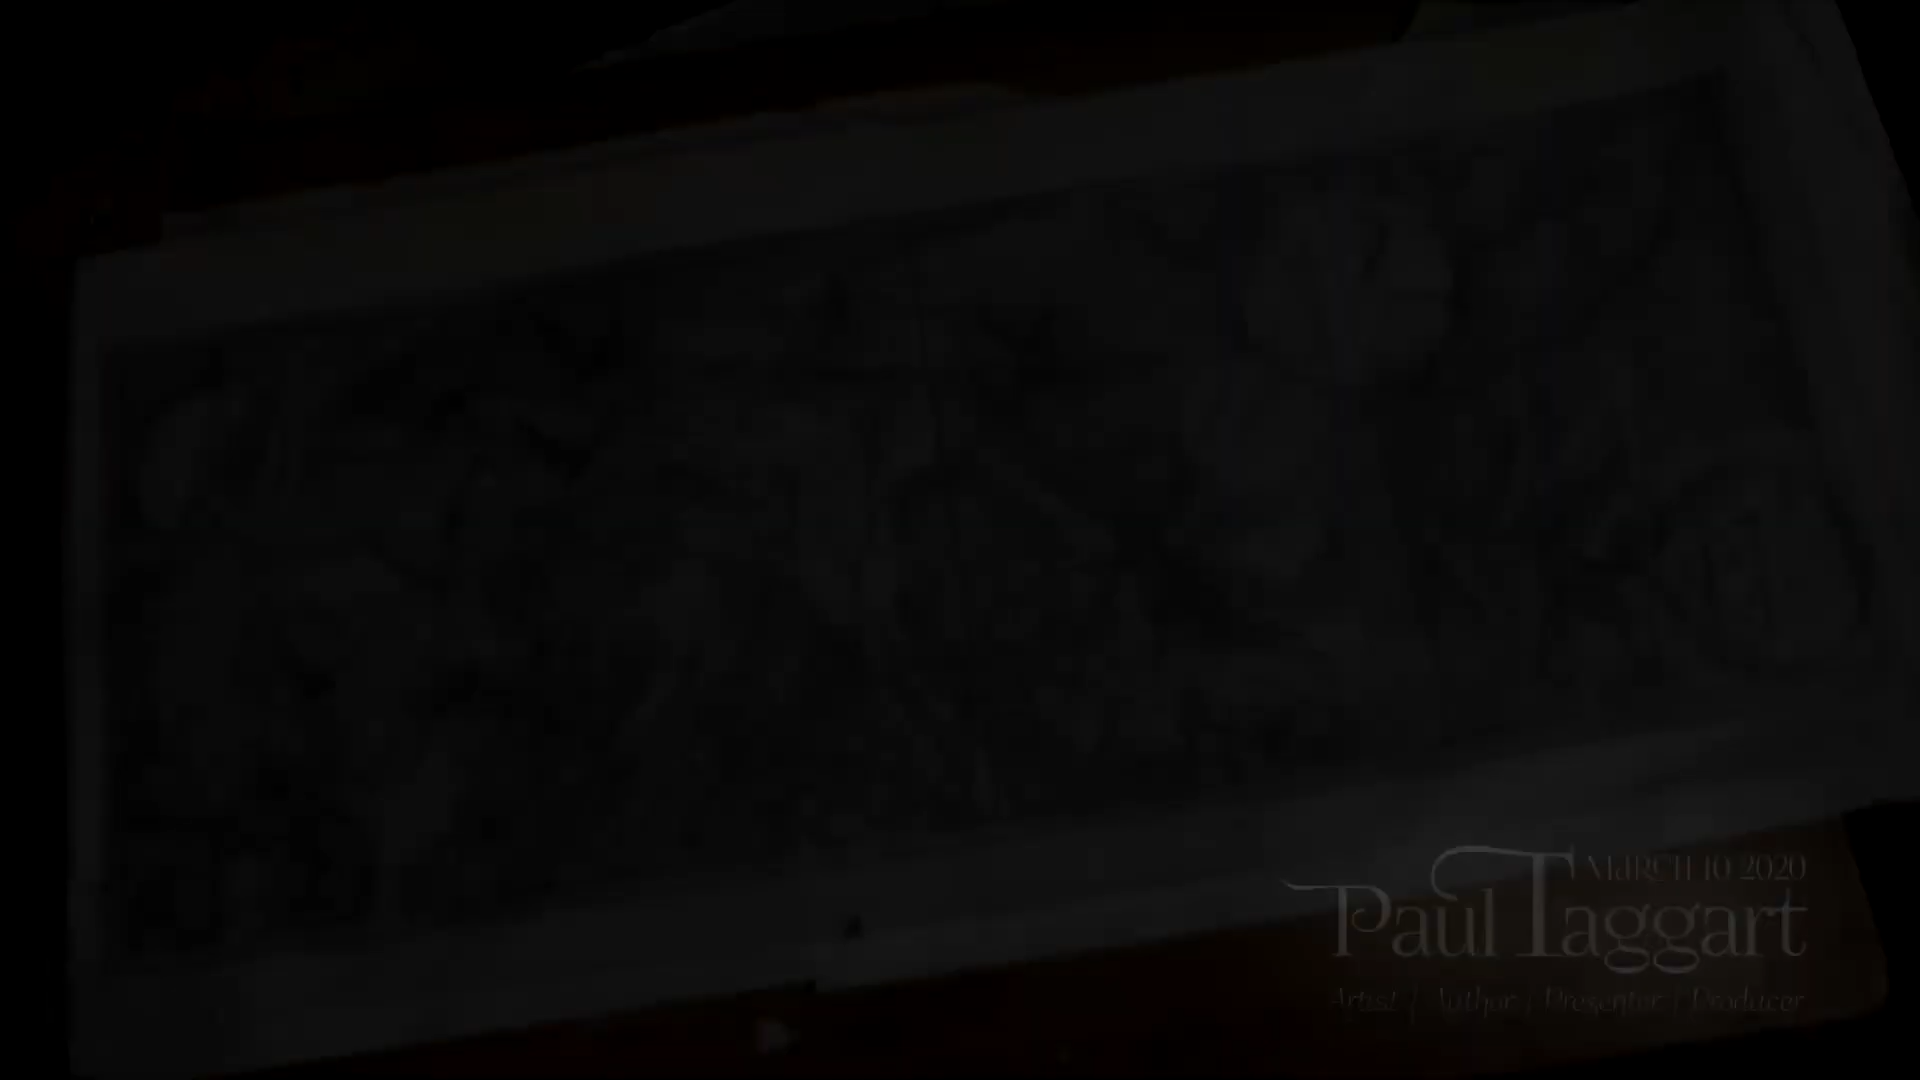 MARCH 10 2020
Paul Taggart
Artist | Author | Presenter | Producer